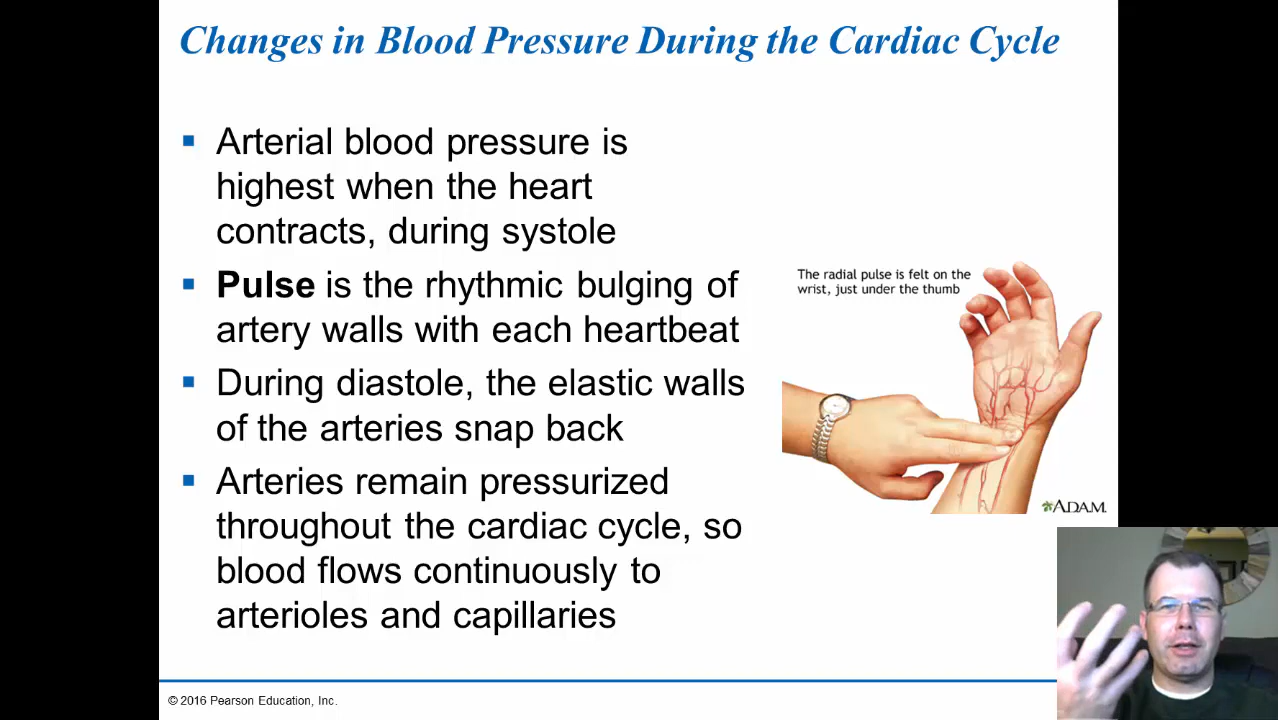 Changes in Blood Pressure During the Cardiac Cycle
Arterial blood pressure is
highest when the heart
contracts, during systole
Pulse is the rhythmic bulging of
artery walls with each heartbeat
During diastole, the elastic walls
of the arteries snap back
Arteries remain pressurized
throughout the cardiac cycle, so
blood flows continuously to
arterioles and capillaries
The radial pulse is felt on the
wrist, just under the thumb
ADAM.
© 2016 Pearson Education, Inc.